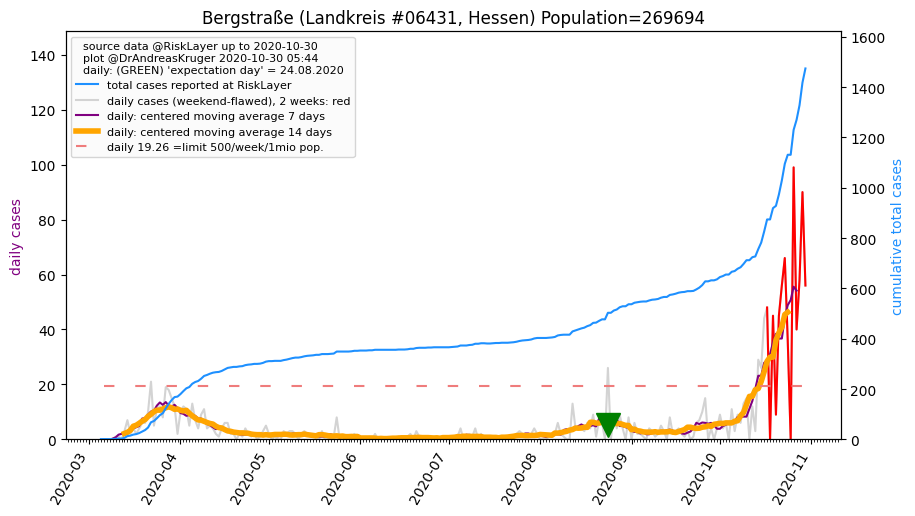 Bergstraße (Landkreis #06431, Hessen) Population=269694
source data @RiskLayer up to 2020-10-30
plot @DrAndreasKruger 2020-10-30 05:44
daily: (GREEN) 'expectation day' = 24.08.2020
total cases reported at RiskLayer
daily cases (weekend-flawed), 2 weeks: red
daily: centered moving average 7 days
daily: centered moving average 14 days
daily 19.26 =limit 500/week/1mio pop.
daily cases
140
120
100
80
60
40
20
0
1600
1400
1200
1000
800
600
400
200
0
cumulative total cases
2020-03
2020-04
2020-05
2020-06
2020-07
2020-08
2020-09
2020-10
2020-11